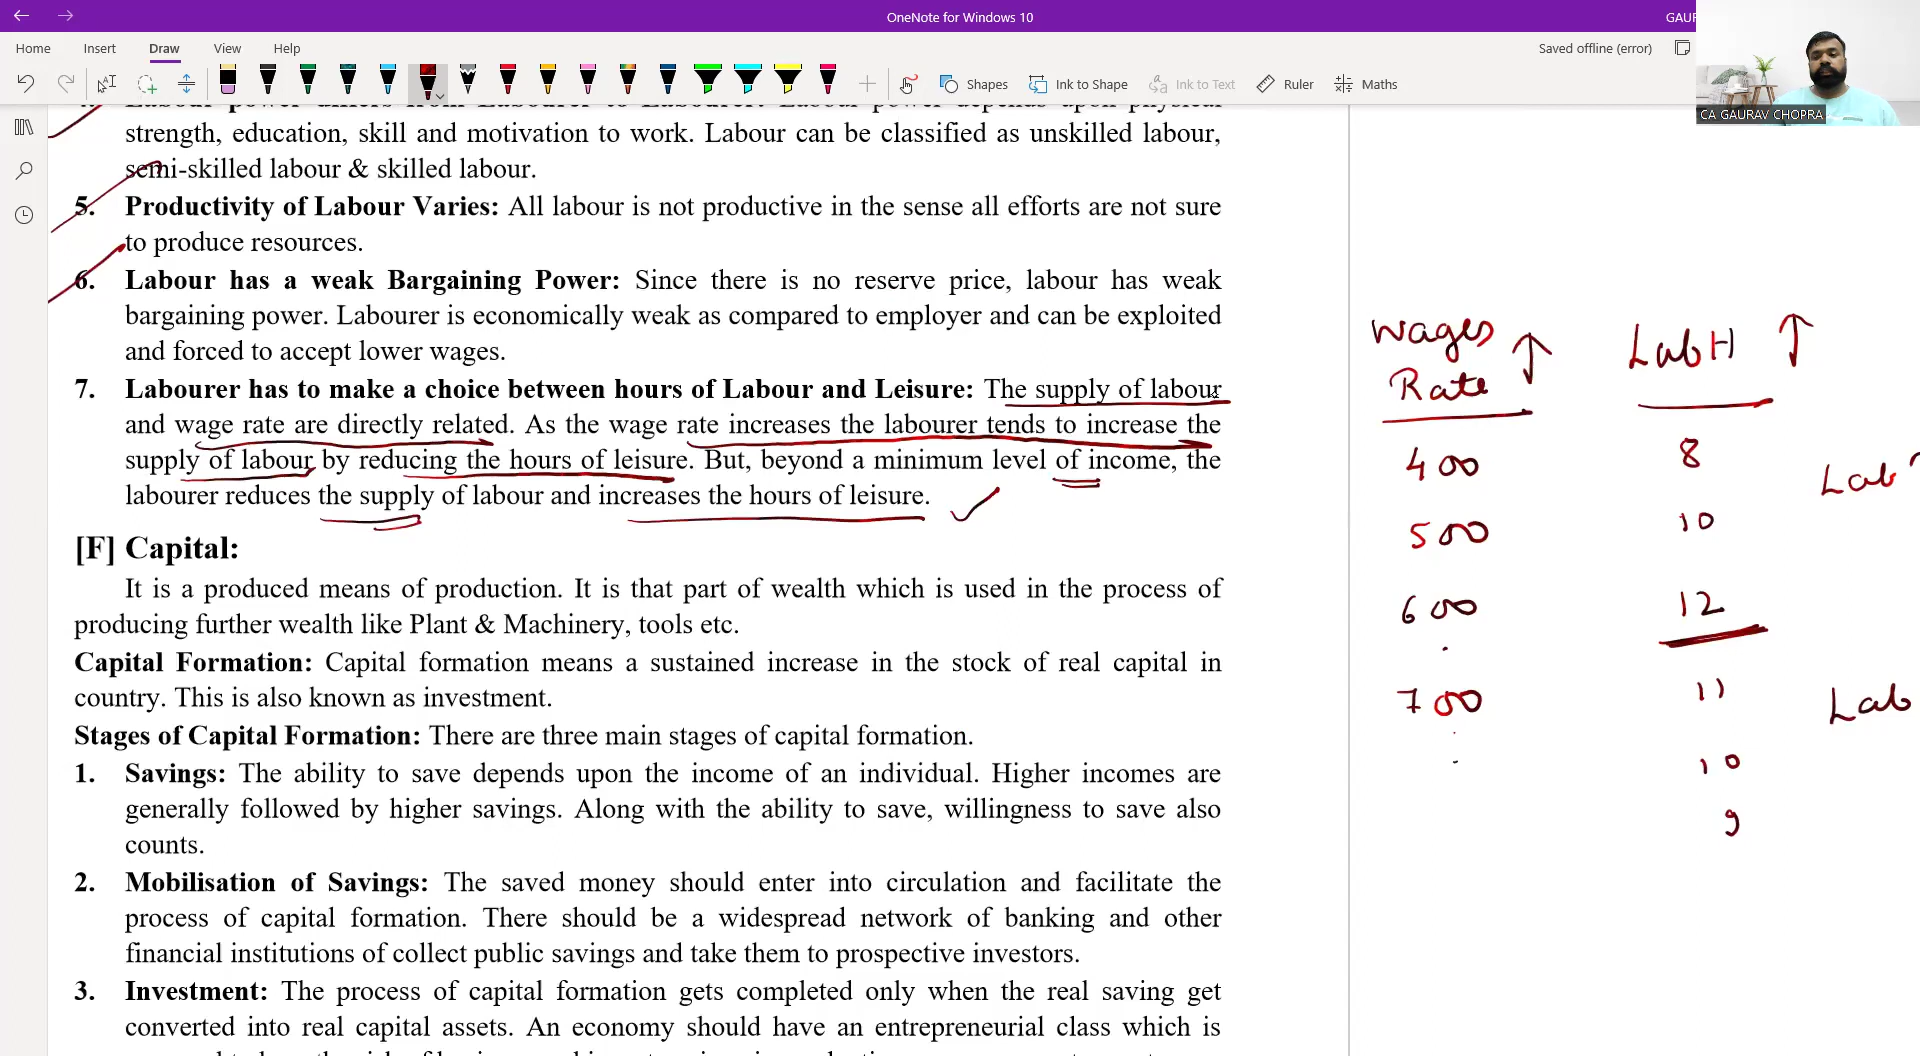 OneNote for Windows 10
GAUR
Home Insert Draw View Help
Saved offline (error)
Shapes Ink to Shape Ink to Text Ruler Maths
CA GAURAV CHOPRA
4. Labour power differs from Labourer to Labourer: Labour power depends upon physical
strength, education, skill and motivation to work. Labour can be classified as unskilled labour,
semi-skilled labour & skilled labour.
5. Productivity of Labour Varies: All labour is not productive in the sense all efforts are not sure
to produce resources.
6. Labour has a weak Bargaining Power: Since there is no reserve price, labour has weak
bargaining power. Labourer is economically weak as compared to employer and can be exploited
and forced to accept lower wages.
7. Labourer has to make a choice between hours of Labour and Leisure: The supply of labour
and wage rate are directly related. As the wage rate increases the labourer tends to increase the
supply of labour by reducing the hours of leisure. But, beyond a minimum level of income, the
labourer reduces the supply of labour and increases the hours of leisure.
[F] Capital:
It is a produced means of production. It is that part of wealth which is used in the process of
producing further wealth like Plant & Machinery, tools etc.
Capital Formation: Capital formation means a sustained increase in the stock of real capital in
country. This is also known as investment.
Stages of Capital Formation: There are three main stages of capital formation.
1. Savings: The ability to save depends upon the income of an individual. Higher incomes are
generally followed by higher savings. Along with the ability to save, willingness to save also
counts.
2. Mobilisation of Savings: The saved money should enter into circulation and facilitate the
process of capital formation. There should be a widespread network of banking and other
financial institutions of collect public savings and take them to prospective investors.
3. Investment: The process of capital formation gets completed only when the real saving get
converted into real capital assets. An economy should have an entrepreneurial class which is
Wages Rate ↑ LabH ↑
400 8
Lab
500 10
600 12
700 11
Lab
10
9